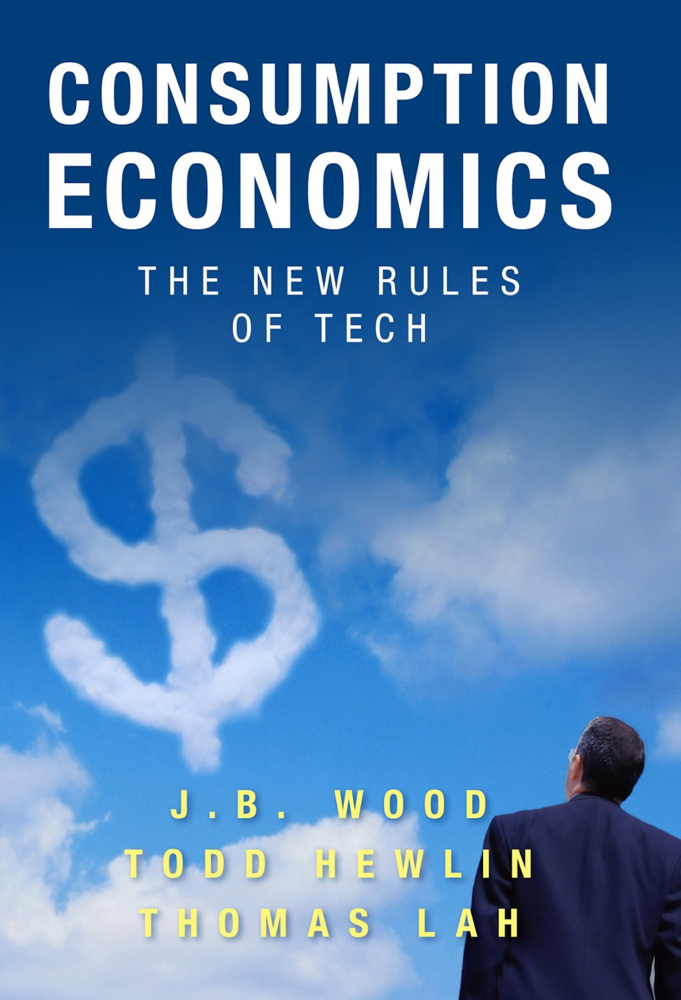 CONSUMPTION
ECONOMICS
THE NEW RULES
OF TECH
J.B. WOOD
TODD HEWLIN
THOMAS LAH